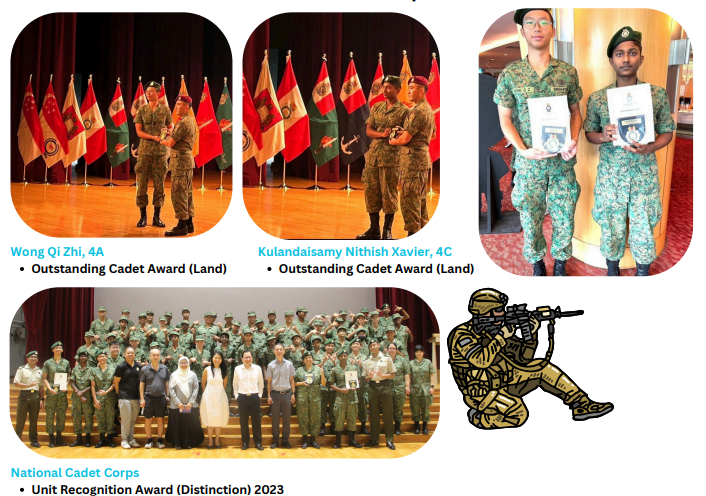 Wong Qi Zhi, 4A
• Outstanding Cadet Award (Land)
Kulandaisamy Nithish Xavier, 4C
• Outstanding Cadet Award (Land)
National Cadet Corps
• Unit Recognition Award (Distinction) 2023